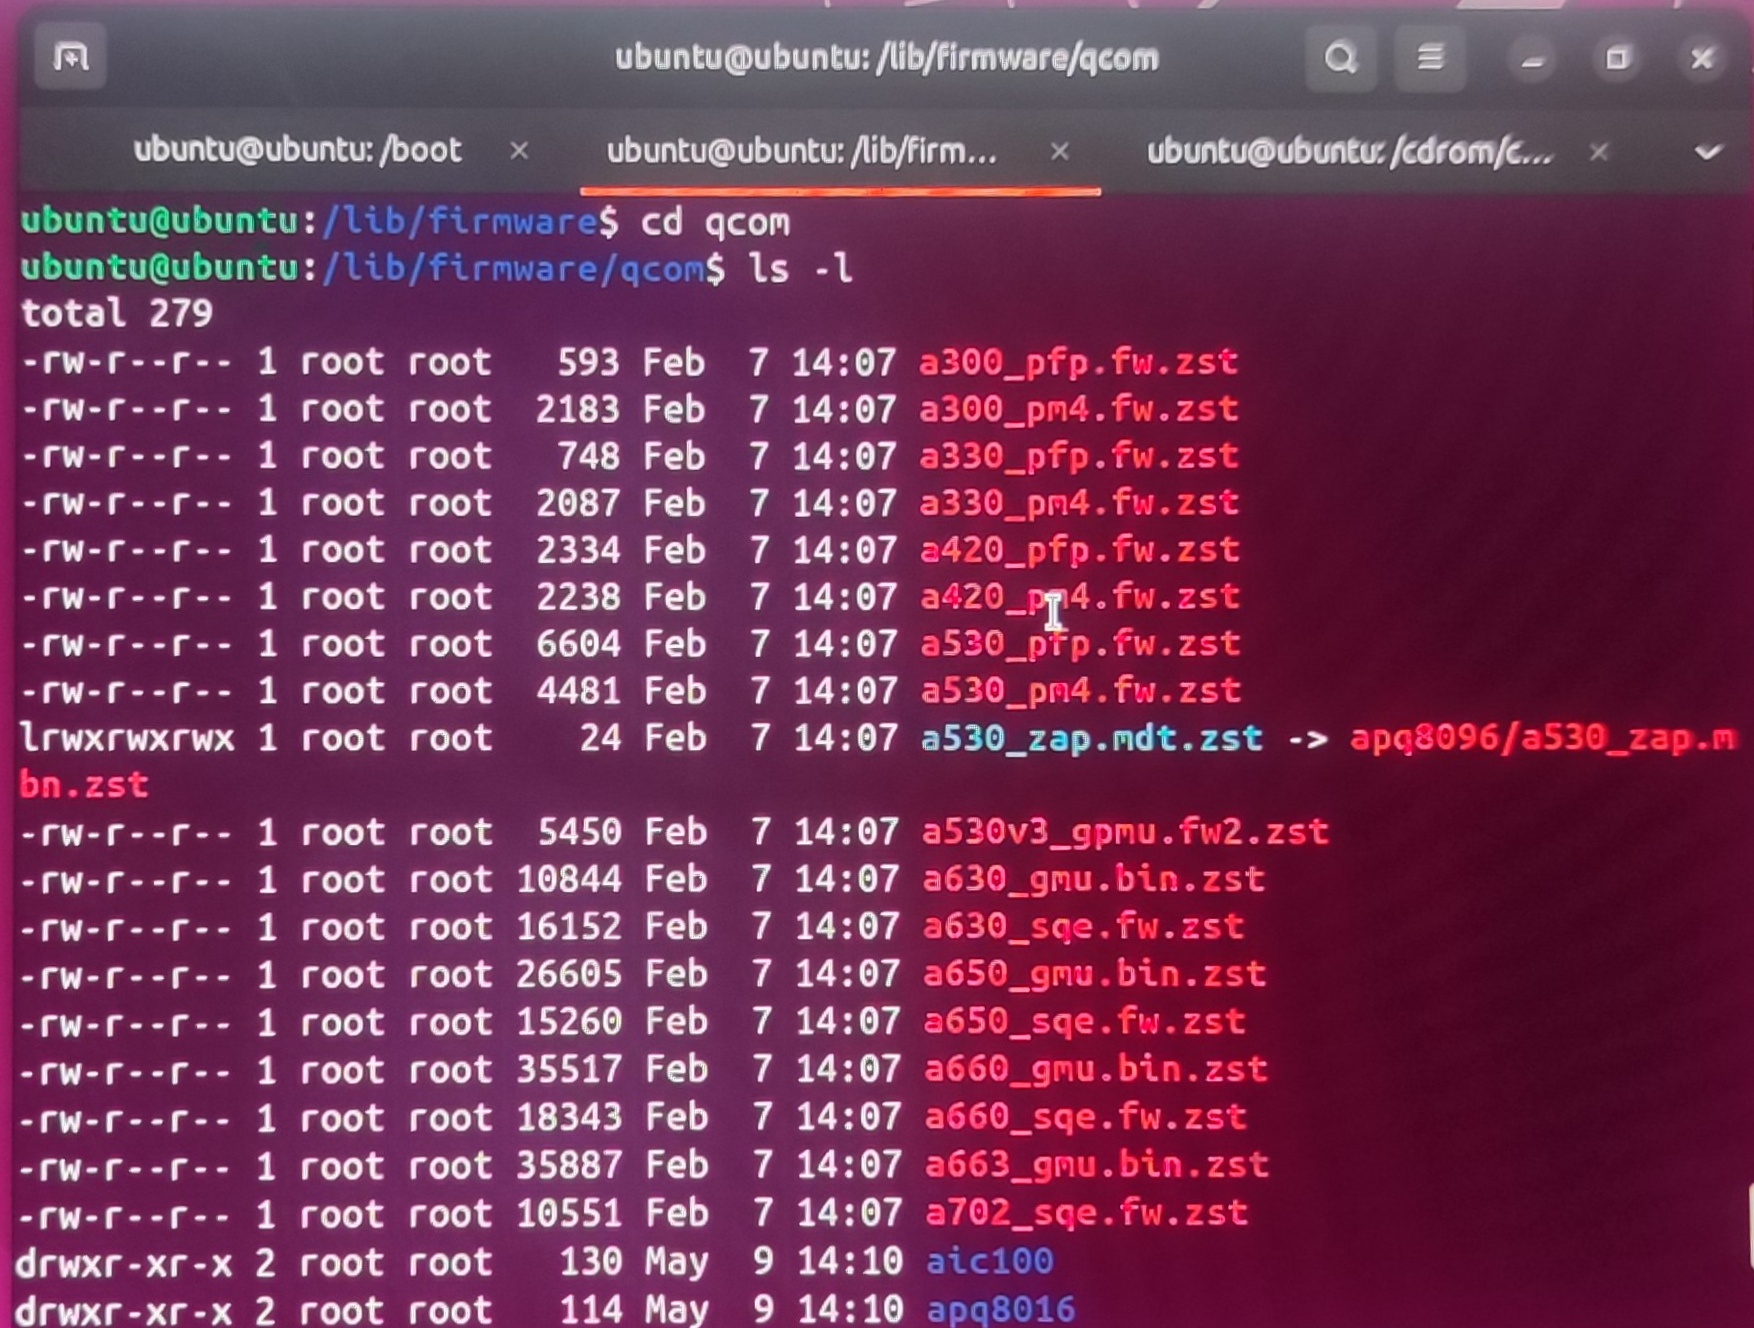 ubuntu@ubuntu: /lib/firmware/qcom
ubuntu@ubuntu: /boot
ubuntu@ubuntu: /lib/firm...
ubuntu@ubuntu: /cdrom/c...
ubuntu@ubuntu:/lib/firmware$ cd qcom
ubuntu@ubuntu:/lib/firmware/qcom$ ls -l
total 279
-rw-r--r-- 1 root root   593 Feb  7 14:07 a300_pfp.fw.zst
-rw-r--r-- 1 root root  2183 Feb  7 14:07 a300_pm4.fw.zst
-rw-r--r-- 1 root root   748 Feb  7 14:07 a330_pfp.fw.zst
-rw-r--r-- 1 root root  2087 Feb  7 14:07 a330_pm4.fw.zst
-rw-r--r-- 1 root root  2334 Feb  7 14:07 a420_pfp.fw.zst
-rw-r--r-- 1 root root  2238 Feb  7 14:07 a420_pm4.fw.zst
-rw-r--r-- 1 root root  6604 Feb  7 14:07 a530_pfp.fw.zst
-rw-r--r-- 1 root root  4481 Feb  7 14:07 a530_pm4.fw.zst
lrwxrwxrwx 1 root root    24 Feb  7 14:07 a530_zap.mdt.zst -> apq8096/a530_zap.m
bn.zst
-rw-r--r-- 1 root root  5450 Feb  7 14:07 a530v3_gpmu.fw2.zst
-rw-r--r-- 1 root root 10844 Feb  7 14:07 a630_gmu.bin.zst
-rw-r--r-- 1 root root 16152 Feb  7 14:07 a630_sqe.fw.zst
-rw-r--r-- 1 root root 26605 Feb  7 14:07 a650_gmu.bin.zst
-rw-r--r-- 1 root root 15260 Feb  7 14:07 a650_sqe.fw.zst
-rw-r--r-- 1 root root 35517 Feb  7 14:07 a660_gmu.bin.zst
-rw-r--r-- 1 root root 18343 Feb  7 14:07 a660_sqe.fw.zst
-rw-r--r-- 1 root root 35887 Feb  7 14:07 a663_gmu.bin.zst
-rw-r--r-- 1 root root 10551 Feb  7 14:07 a702_sqe.fw.zst
drwxr-xr-x 2 root root   130 May  9 14:10 aic100
drwxr-xr-x 2 root root   114 May  9 14:10 apq8016